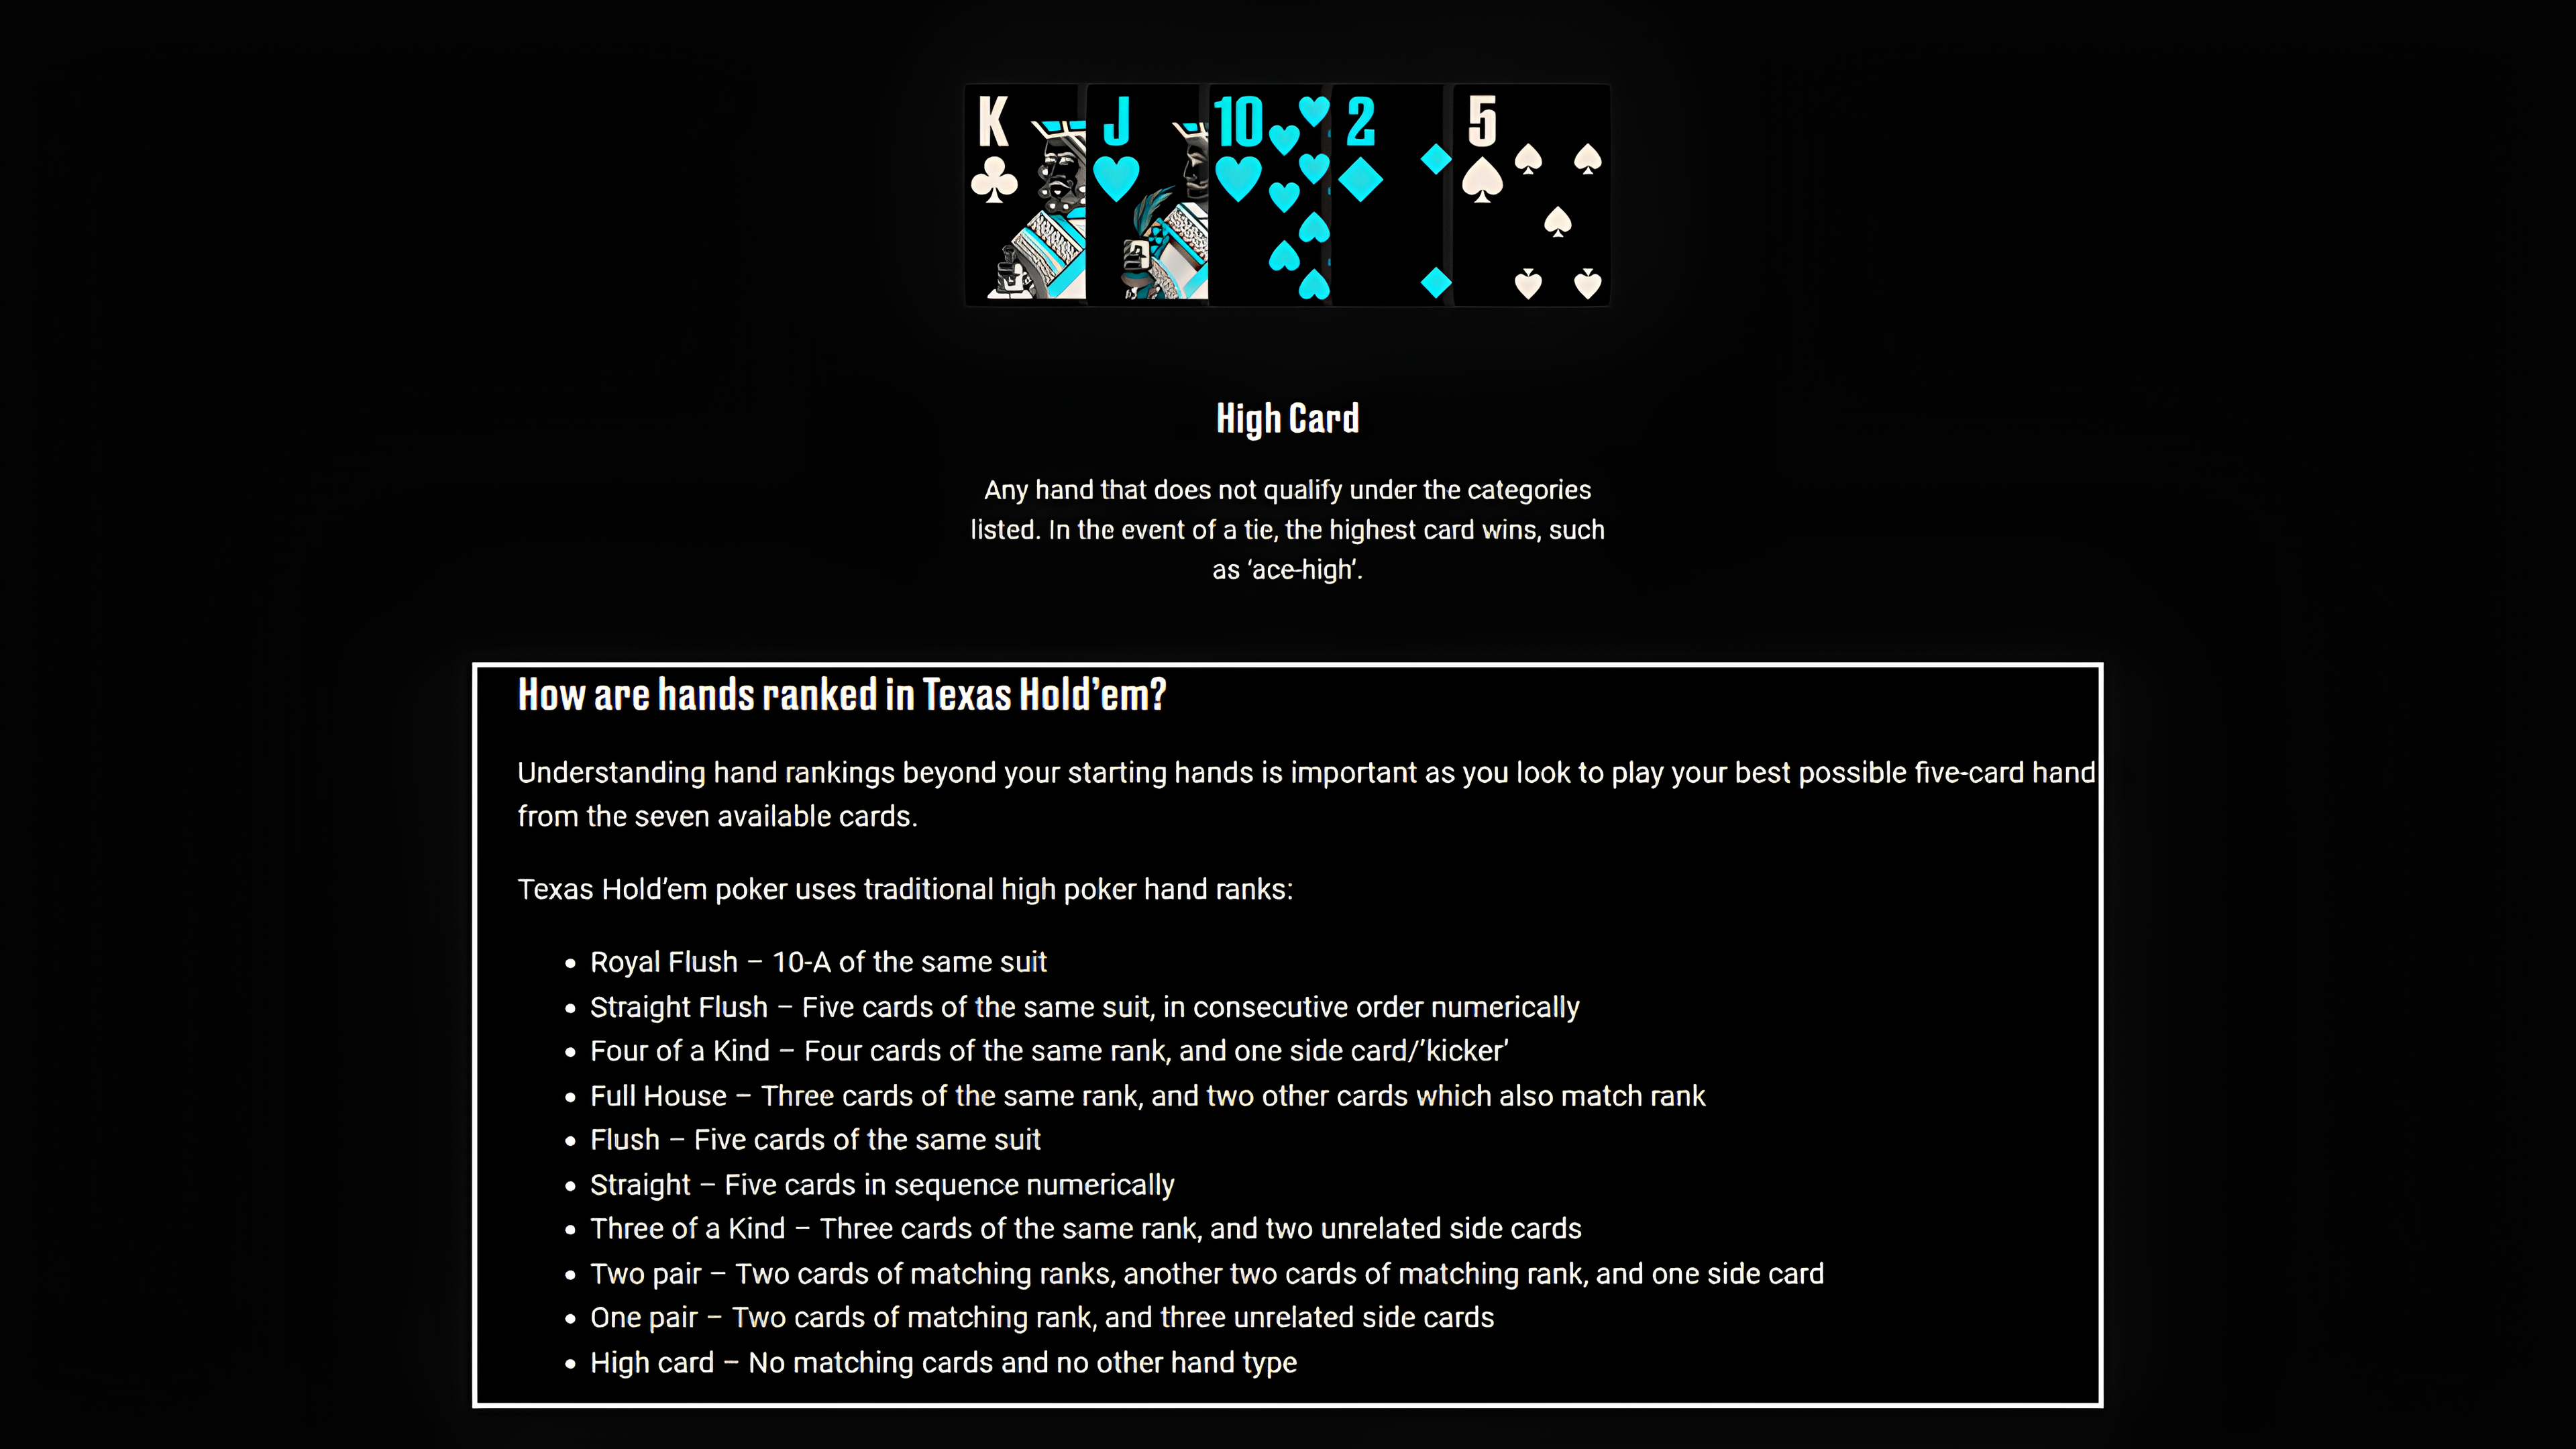 K J 10 2 5
High Card
Any hand that does not qualify under the categories
listed. In the event of a tie, the highest card wins, such
as ‘ace-high’.
How are hands ranked in Texas Hold’em?
Understanding hand rankings beyond your starting hands is important as you look to play your best possible five-card hand
from the seven available cards.
Texas Hold’em poker uses traditional high poker hand ranks:
• Royal Flush – 10-A of the same suit
• Straight Flush – Five cards of the same suit, in consecutive order numerically
• Four of a Kind – Four cards of the same rank, and one side card/’kicker’
• Full House – Three cards of the same rank, and two other cards which also match rank
• Flush – Five cards of the same suit
• Straight – Five cards in sequence numerically
• Three of a Kind – Three cards of the same rank, and two unrelated side cards
• Two pair – Two cards of matching ranks, another two cards of matching rank, and one side card
• One pair – Two cards of matching rank, and three unrelated side cards
• High card – No matching cards and no other hand type